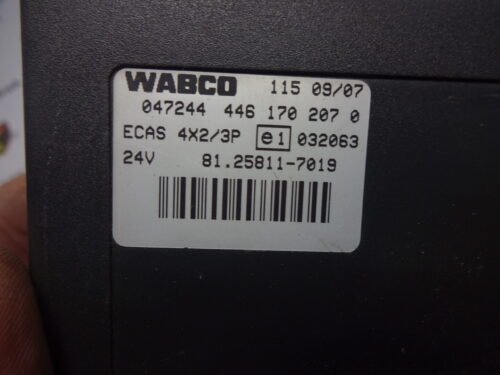 WABCO 115 09/07
047244 446 170 207 0
ECAS 4X2/3P e1 032063
24V 81.25811-7019